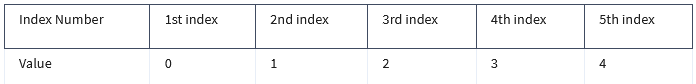 Index Number 1st index 2nd index 3rd index 4th index 5th index
Value 0 1 2 3 4